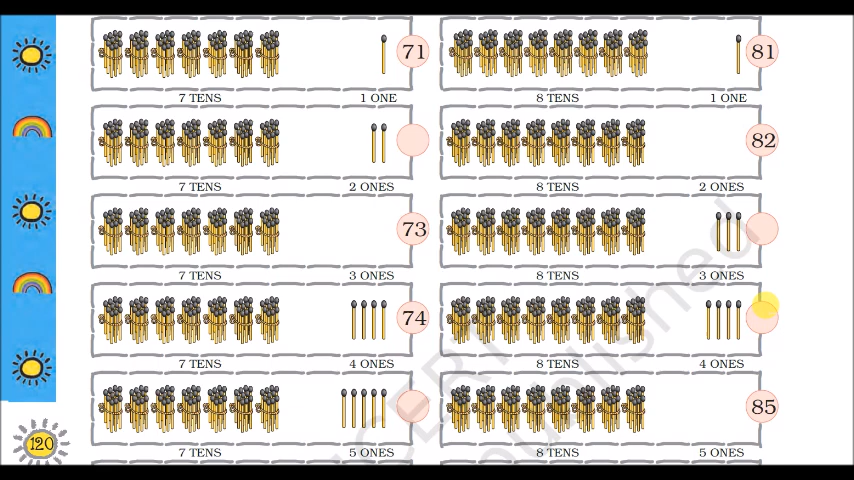 71
7 TENS 1 ONE
81
8 TENS 1 ONE
7 TENS 2 ONES
82
8 TENS 2 ONES
73
7 TENS 3 ONES
8 TENS 3 ONES
74
7 TENS 4 ONES
8 TENS 4 ONES
7 TENS 5 ONES
85
8 TENS 5 ONES
120